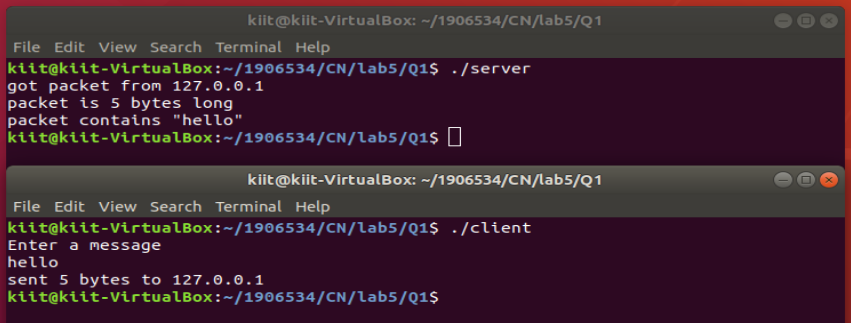 kiit@kiit-VirtualBox: ~/1906534/CN/lab5/Q1
File Edit View Search Terminal Help
kiit@kiit-VirtualBox:~/1906534/CN/lab5/Q1$ ./server
got packet from 127.0.0.1
packet is 5 bytes long
packet contains "hello"
kiit@kiit-VirtualBox:~/1906534/CN/lab5/Q1$
kiit@kiit-VirtualBox: ~/1906534/CN/lab5/Q1
File Edit View Search Terminal Help
kiit@kiit-VirtualBox:~/1906534/CN/lab5/Q1$ ./client
Enter a message
hello
sent 5 bytes to 127.0.0.1
kiit@kiit-VirtualBox:~/1906534/CN/lab5/Q1$